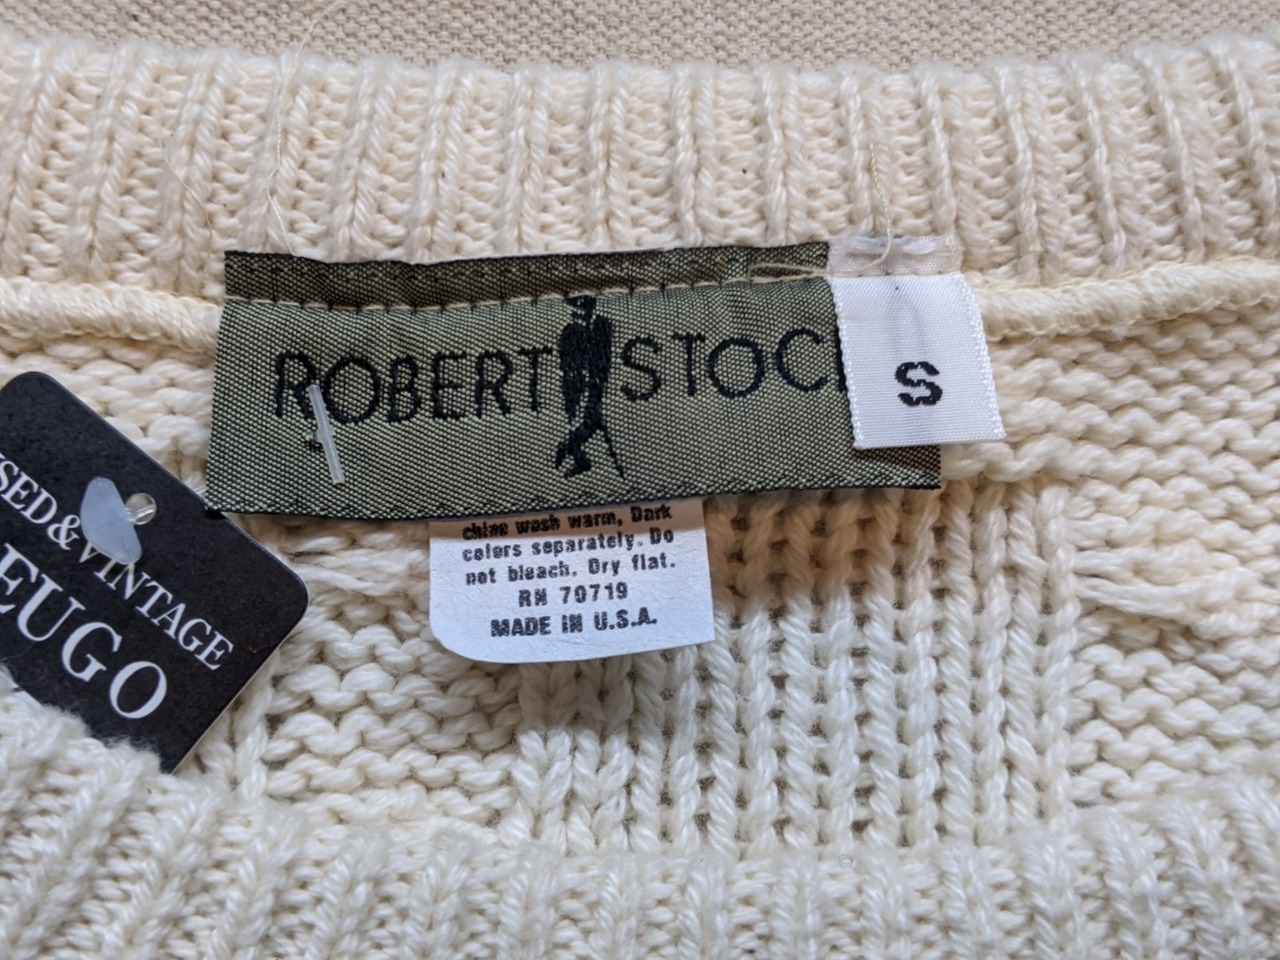 ROBERT STOC
S
chine wash warm, Dark
colors separately. Do
not bleach. Dry flat.
RN 70719
MADE IN U.S.A.
SED & VINTAGE
EUGO